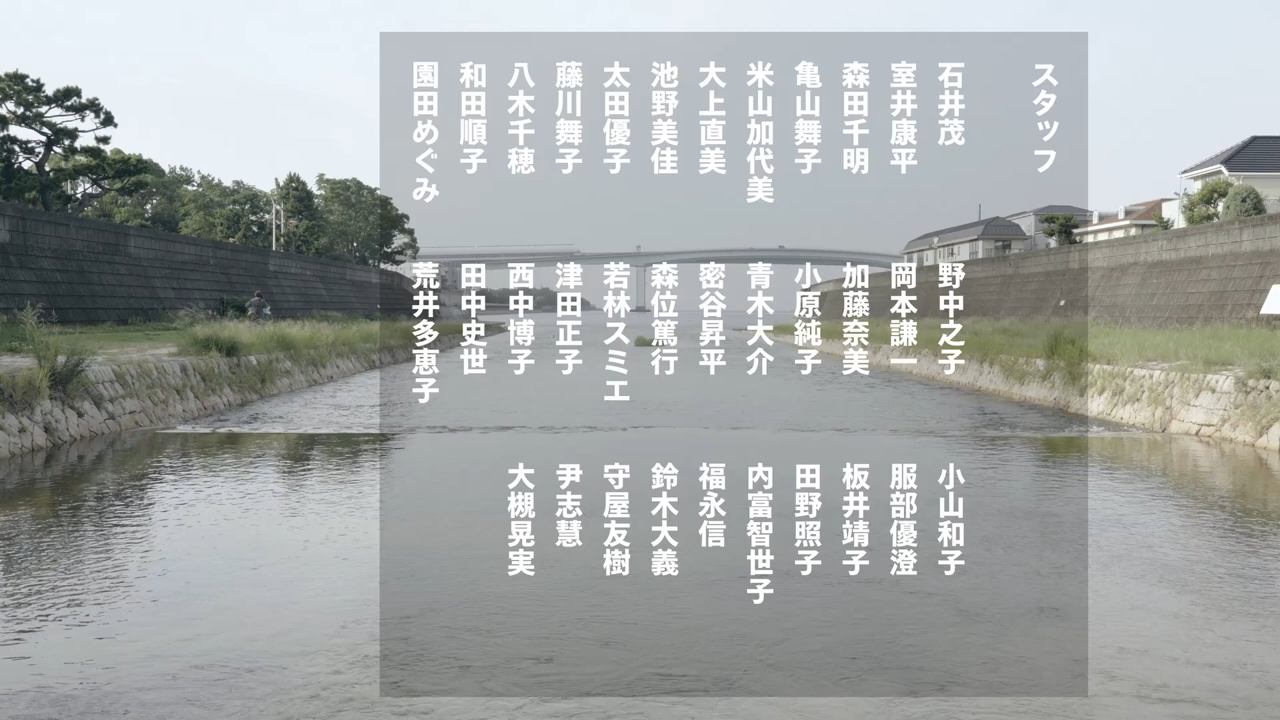 スタッフ
石井茂
室井康平
森田千明
亀山舞子
米山加代美
大上直美
池野美佳
太田優子
藤川舞子
八木千穂
和田順子
園田めぐみ
野中之子
岡本謙一
加藤奈美
小原純子
青木大介
密谷昇平
森位篤行
若林スミエ
津田正子
西中博子
田中史世
荒井多恵子
小山和子
服部優澄
板井靖子
田野照子
内富智世子
福永信
鈴木大義
守屋友樹
尹志慧
大槻晃実